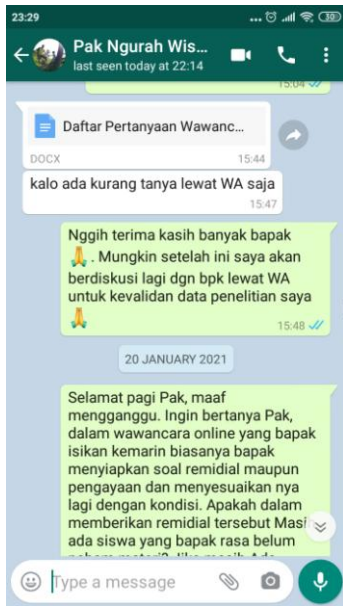 23:29
Pak Ngurah Wis...
last seen today at 22:14
15:04
Daftar Pertanyaan Wawanc...
DOCX 15:44
kalo ada kurang tanya lewat WA saja
15:47
Nggih terima kasih banyak bapak
. Mungkin setelah ini saya akan
berdiskusi lagi dgn bpk lewat WA
untuk kevalidan data penelitian saya
15:48
20 JANUARY 2021
Selamat pagi Pak, maaf
mengganggu. Ingin bertanya Pak,
dalam wawancara online yang bapak
isikan kemarin biasanya bapak
menyiapkan soal remidial maupun
pengayaan dan menyesuaikan nya
lagi dengan kondisi. Apakah dalam
memberikan remidial tersebut Masi
ada siswa yang bapak rasa belum
Type a message